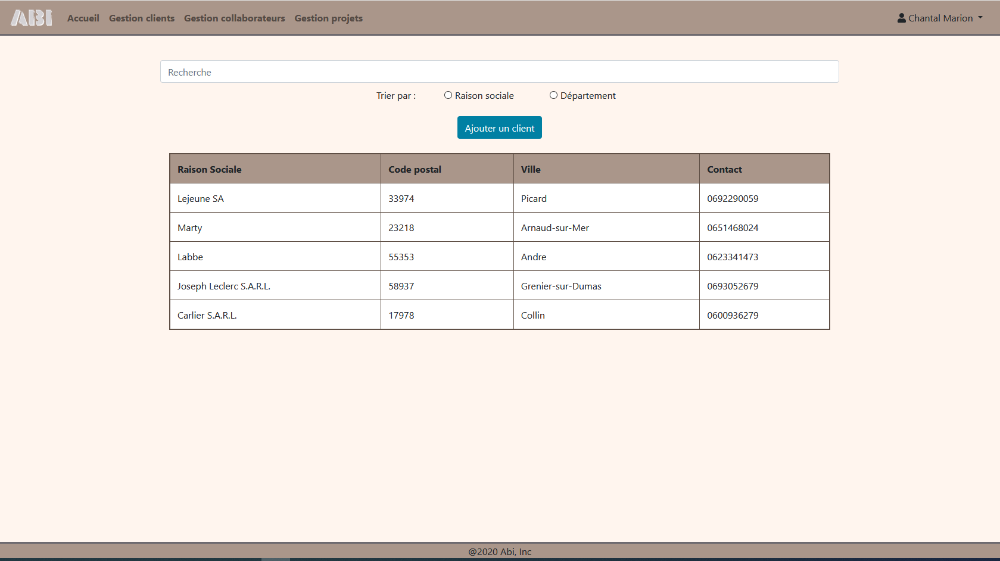 ABI Accueil Gestion clients Gestion collaborateurs Gestion projets Chantal Marion
Recherche
Trier par : Raison sociale Département
Ajouter un client
Raison Sociale Code postal Ville Contact
Lejeune SA 33974 Picard 0692290059
Marty 23218 Arnaud-sur-Mer 0651468024
Labbe 55353 Andre 0623341473
Joseph Leclerc S.A.R.L. 58937 Grenier-sur-Dumas 0693052679
Carlier S.A.R.L. 17978 Collin 0600936279
@2020 Abi, Inc